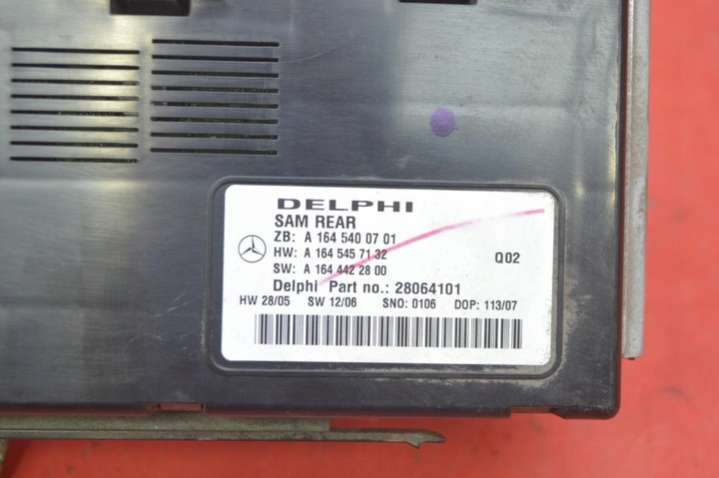 DELPHI
SAM REAR
ZB: A 164 540 07 01
HW: A 164 545 71 32
Q02
SW: A 164 442 28 00
Delphi Part no.: 28064101
HW 28/05 SW 12/06 SNO: 0106 DOP: 113/07